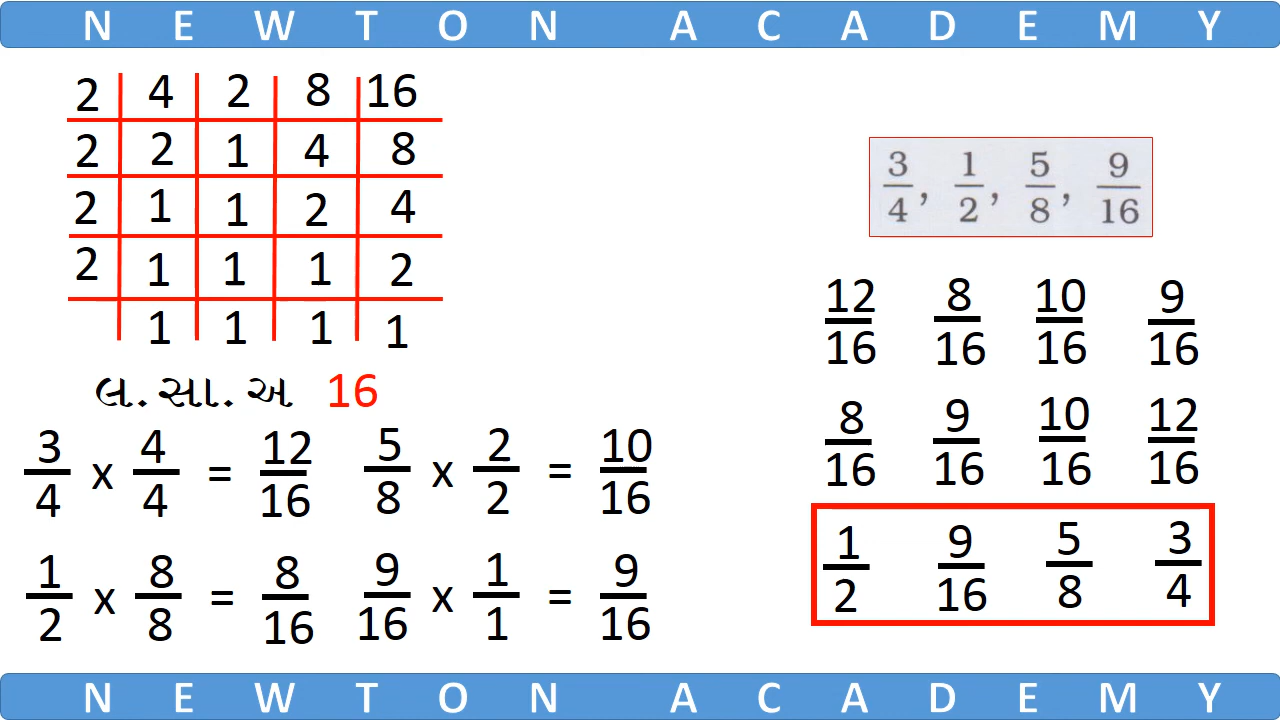 N E W T O N A C A D E M Y
2 4 2 8 16
2 2 1 4 8
2 1 1 2 4
2 1 1 1 2
1 1 1 1
લ. સા. અ 16
3/4 x 4/4 = 12/16
5/8 x 2/2 = 10/16
1/2 x 8/8 = 8/16
9/16 x 1/1 = 9/16
3/4, 1/2, 5/8, 9/16
12/16 8/16 10/16 9/16
8/16 9/16 10/16 12/16
1/2 9/16 5/8 3/4
N E W T O N A C A D E M Y